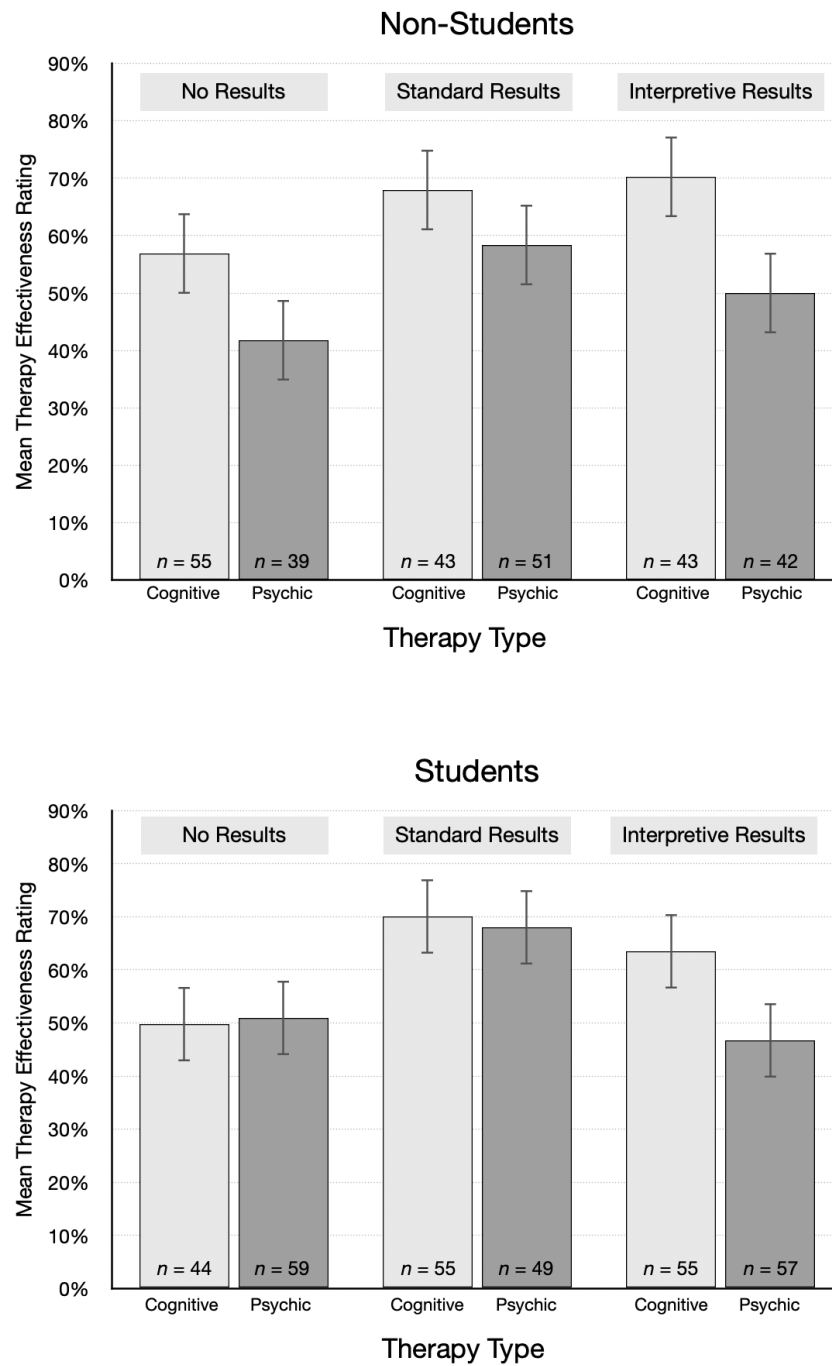 Non-Students
90%
No Results Standard Results Interpretive Results
80%
70%
60%
50%
40%
30%
20%
10%
0%
Mean Therapy Effectiveness Rating
n = 55 n = 39 n = 43 n = 51 n = 43 n = 42
Cognitive Psychic Cognitive Psychic Cognitive Psychic
Therapy Type
Students
90%
No Results Standard Results Interpretive Results
80%
70%
60%
50%
40%
30%
20%
10%
0%
Mean Therapy Effectiveness Rating
n = 44 n = 59 n = 55 n = 49 n = 55 n = 57
Cognitive Psychic Cognitive Psychic Cognitive Psychic
Therapy Type